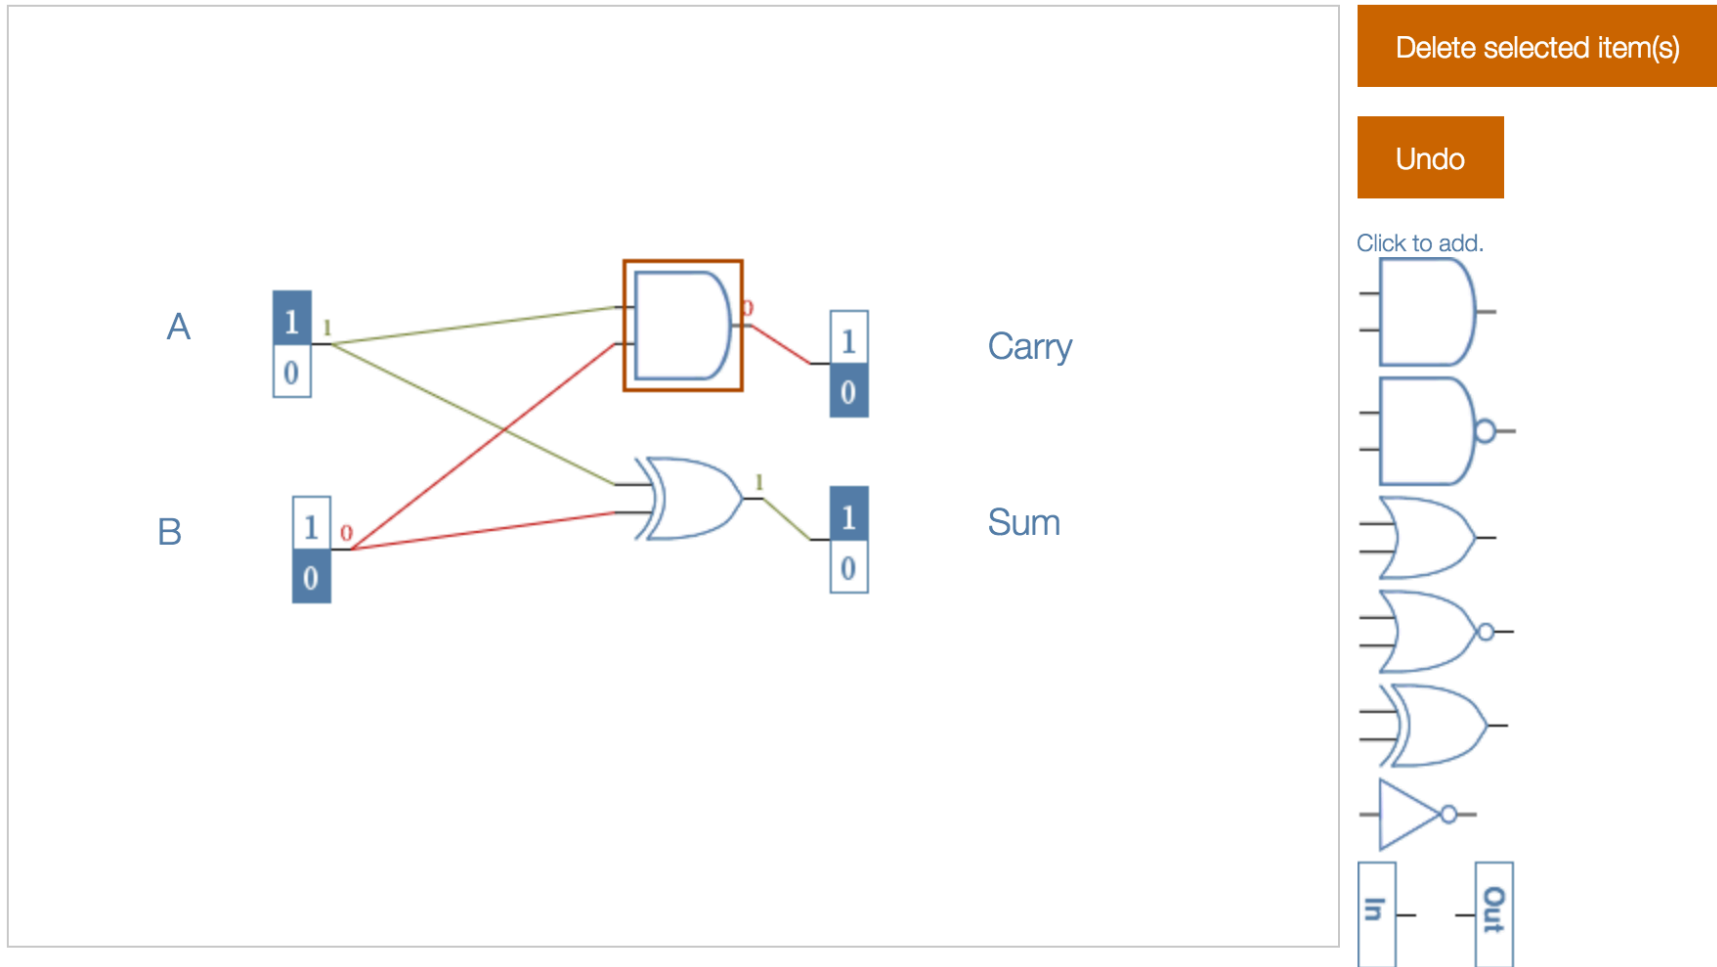 Delete selected item(s)
Undo
Click to add.
A
1
0
1
0
1
0
Carry
B
1
0
0
1
1
0
Sum
In
Out